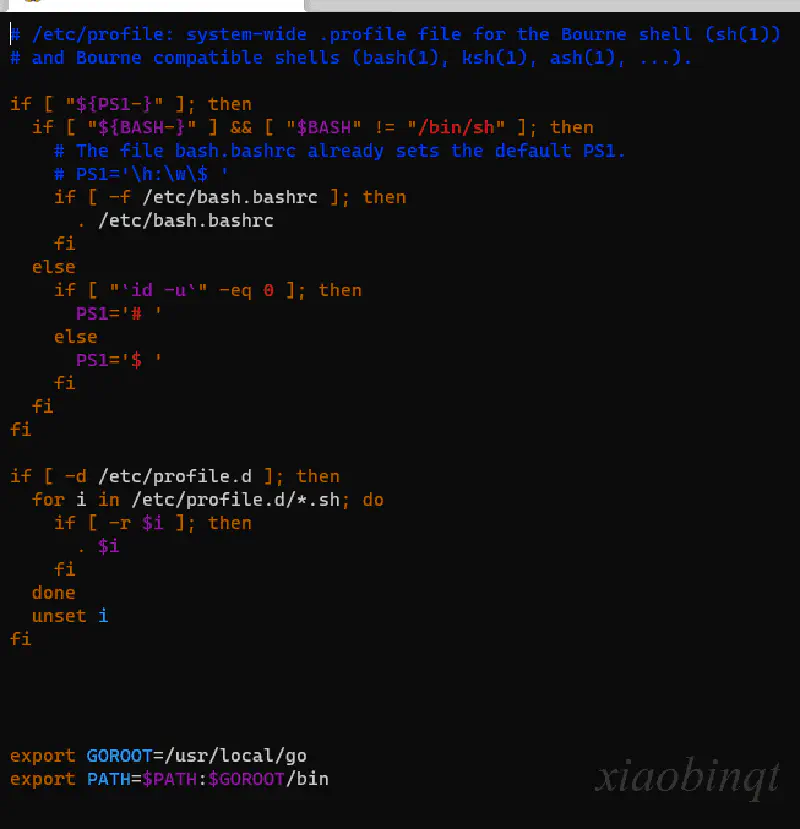 # /etc/profile: system-wide .profile file for the Bourne shell (sh(1))
# and Bourne compatible shells (bash(1), ksh(1), ash(1), ...).
if [ "${PS1-}" ]; then
  if [ "${BASH-}" ] && [ "$BASH" != "/bin/sh" ]; then
    # The file bash.bashrc already sets the default PS1.
    # PS1='\h:\w\$ '
    if [ -f /etc/bash.bashrc ]; then
      . /etc/bash.bashrc
    fi
  else
    if [ "`id -u`" -eq 0 ]; then
      PS1='# '
    else
      PS1='$ '
    fi
  fi
fi
if [ -d /etc/profile.d ]; then
  for i in /etc/profile.d/*.sh; do
    if [ -r $i ]; then
      . $i
    fi
  done
  unset i
fi
export GOROOT=/usr/local/go
export PATH=$PATH:$GOROOT/bin
xiaobinqt